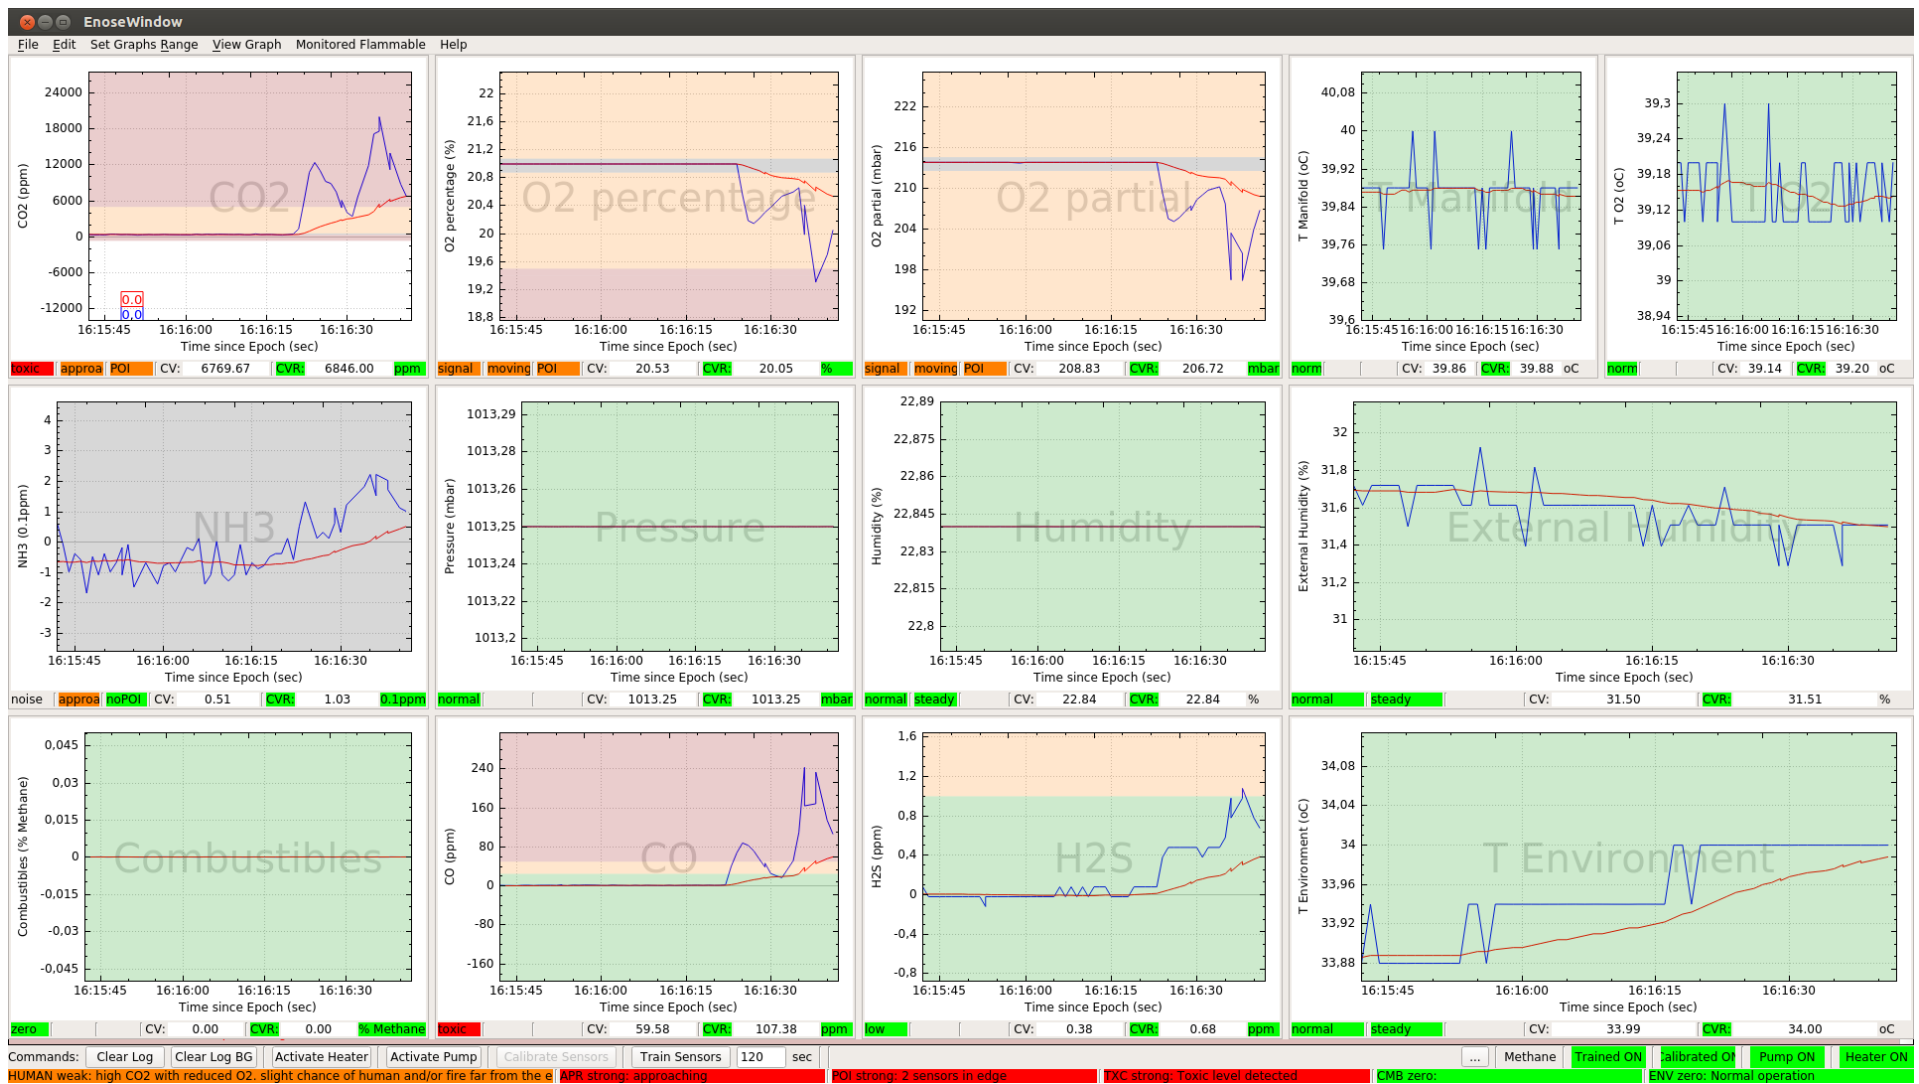 EnoseWindow
File Edit Set Graphs Range View Graph Monitored Flammable Help
CO2 (ppm)
24000
18000
12000
6000
0
-6000
-12000
CO2
0.0
0,0
16:15:45 16:16:00 16:16:15 16:16:30
Time since Epoch (sec)
toxic approa POI CV: 6769.67 CVR: 6846.00 ppm
O2 percentage (%)
22
21,6
21,2
20,8
20,4
20
19,6
19,2
18,8
O2 percentage
16:15:45 16:16:00 16:16:15 16:16:30
Time since Epoch (sec)
signal moving POI CV: 20.53 CVR: 20.05 %
O2 partial (mbar)
222
216
210
204
198
192
O2 partial
16:15:45 16:16:00 16:16:15 16:16:30
Time since Epoch (sec)
signal moving POI CV: 208.83 CVR: 206.72 mbar
T Manifold (oC)
40,08
40
39,92
39,84
39,76
39,68
39,6
T Manifold
16:15:45 16:16:00 16:16:15 16:16:30
Time since Epoch (sec)
norm CV: 39.86 CVR: 39.88 oC
T O2 (oC)
39,3
39,24
39,18
39,12
39,06
39
38,94
T O2
16:15:45 16:16:00 16:16:15 16:16:30
Time since Epoch (sec)
norm CV: 39.14 CVR: 39.20 oC
NH3 (0.1ppm)
4
3
2
1
0
-1
-2
-3
NH3
16:15:45 16:16:00 16:16:15 16:16:30
Time since Epoch (sec)
noise approa noPOI CV: 0.51 CVR: 1.03 0.1ppm
Pressure (mbar)
1013,29
1013,28
1013,26
1013,25
1013,24
1013,22
1013,2
Pressure
16:15:45 16:16:00 16:16:15 16:16:30
Time since Epoch (sec)
normal CV: 1013.25 CVR: 1013.25 mbar
Humidity (%)
22,89
22,875
22,86
22,845
22,83
22,815
22,8
Humidity
16:15:45 16:16:00 16:16:15 16:16:30
Time since Epoch (sec)
normal steady CV: 22.84 CVR: 22.84 %
External Humidity (%)
32
31,8
31,6
31,4
31,2
31
External Humidity
16:15:45 16:16:00 16:16:15 16:16:30
Time since Epoch (sec)
normal steady CV: 31.50 CVR: 31.51 %
Combustibles (% Methane)
0,045
0,03
0,015
0
-0,015
-0,03
-0,045
Combustibles
16:15:45 16:16:00 16:16:15 16:16:30
Time since Epoch (sec)
zero CV: 0.00 CVR: 0.00 % Methane
CO (ppm)
240
160
80
0
-80
-160
CO
16:15:45 16:16:00 16:16:15 16:16:30
Time since Epoch (sec)
toxic CV: 59.58 CVR: 107.38 ppm
H2S (ppm)
1,6
1,2
0,8
0,4
0
-0,4
-0,8
H2S
16:15:45 16:16:00 16:16:15 16:16:30
Time since Epoch (sec)
low CV: 0.38 CVR: 0.68 ppm
T Environment (oC)
34,08
34,04
34
33,96
33,92
33,88
T Environment
16:15:45 16:16:00 16:16:15 16:16:30
Time since Epoch (sec)
normal steady CV: 33.99 CVR: 34.00 oC
Commands: Clear Log Clear Log BG Activate Heater Activate Pump Calibrate Sensors Train Sensors 120 sec ... Methane Trained ON Calibrated ON Pump ON Heater ON
HUMAN weak: high CO2 with reduced O2. slight chance of human and/or fire far from the e APR strong: approaching POI strong: 2 sensors in edge TXC strong: Toxic level detected CMB zero: ENV zero: Normal operation